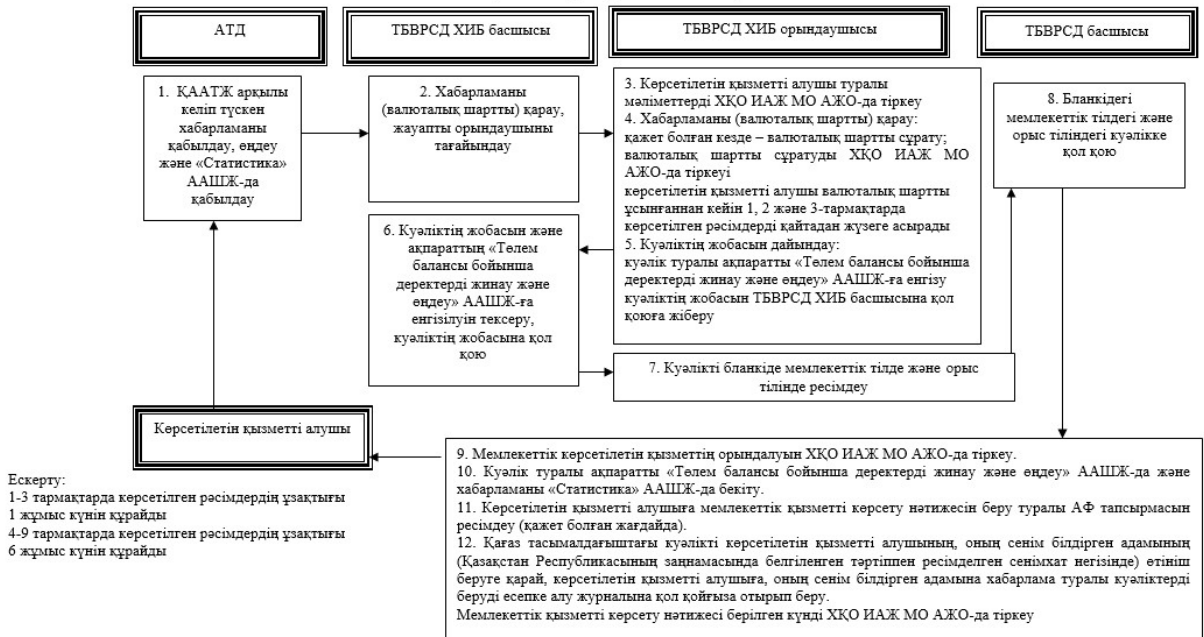 АТД
ТБВРСД ХИБ басшысы
ТБВРСД ХИБ орындаушысы
ТБВРСД басшысы
1. ҚААТЖ арқылы
келіп түскен
хабарламаны
қабылдау, өңдеу
және «Статистика»
ААШЖ-да
қабылдау
2. Хабарламаны
(валюталық шартты) қарау,
жауапты орындаушыны
тағайындау
3. Көрсетілетін қызметті алушы туралы
мәліметтерді ХҚО ИАЖ МО АЖО-да тіркеу
4. Хабарламаны (валюталық шартты) қарау:
қажет болған кезде – валюталық шартты сұрату;
валюталық шартты сұратуды ХҚО ИАЖ МО
АЖО-да тіркеуі
көрсетілетін қызметті алушы валюталық шартты
ұсынғаннан кейін 1, 2 және 3-тармақтарда
көрсетілген рәсімдерді қайтадан жүзеге асырады
5. Куәліктің жобасын дайындау:
куәлік туралы ақпаратты «Төлем балансы бойынша
деректерді жинау және өңдеу» ААШЖ-ға енгізу
куәліктің жобасын ТБВРСД ХИБ басшысына қол
қоюға жіберу
6. Куәліктің жобасын және
ақпараттың «Төлем
балансы бойынша
деректерді жинау және
өңдеу» ААШЖ-ға
енгізілуін тексеру,
куәліктің жобасына қол
қою
7. Куәлікті бланкіде мемлекеттік тілде және орыс
тілінде ресімдеу
8. Бланкідегі
мемлекеттік тілдегі және
орыс тіліндегі куәлікке
қол қою
Көрсетілетін қызметті алушы
9. Мемлекеттік көрсетілетін қызметтің орындалуын ХҚО ИАЖ МО АЖО-да тіркеу.
10. Куәлік туралы ақпаратты «Төлем балансы бойынша деректерді жинау және өңдеу» ААШЖ-да және
хабарламаны «Статистика» ААШЖ-да бекіту.
11. Көрсетілетін қызметті алушыға мемлекеттік қызметті көрсету нәтижесін беру туралы АФ тапсырмасын
ресімдеу (қажет болған жағдайда).
12. Қағаз тасымалдағыштағы куәлікті көрсетілетін қызметті алушының, оның сенім білдірген адамының
(Қазақстан Республикасының заңнамасында белгіленген тәртіппен ресімделген сенімхат негізінде) өтініш
беруге қарай, көрсетілетін қызметті алушыға, оның сенім білдірген адамына хабарлама туралы куәліктерді
беруді есепке алу журналына қол қойғыза отырып беру.
Мемлекеттік қызметті көрсету нәтижесі берілген күнді ХҚО ИАЖ МО АЖО-да тіркеу
Ескерту:
1-3 тармақтарда көрсетілген рәсімдердің ұзақтығы
1 жұмыс күнін құрайды
4-9 тармақтарда көрсетілген рәсімдердің ұзақтығы
6 жұмыс күнін құрайды